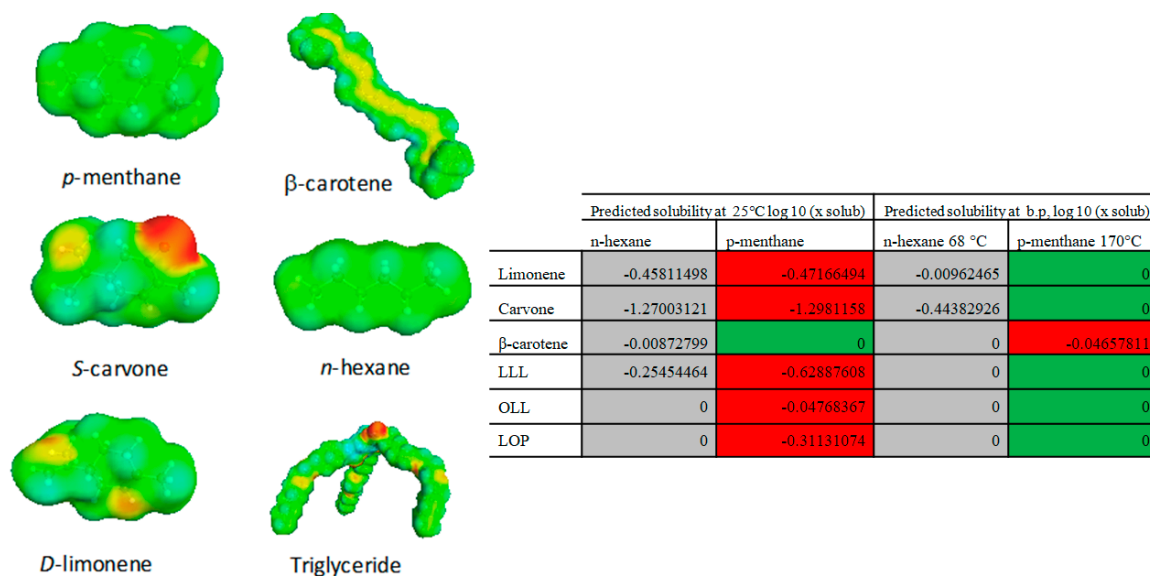 p-menthane
β-carotene
S-carvone
n-hexane
D-limonene
Triglyceride
Predicted solubility at 25°C log 10 (x solub) Predicted solubility at b.p, log 10 (x solub)
n-hexane p-menthane n-hexane 68 °C p-menthane 170°C
Limonene -0.45811498 -0.47166494 -0.00962465 0
Carvone -1.27003121 -1.2981158 -0.44382926 0
β-carotene -0.00872799 0 0 -0.04657811
LLL -0.25454464 -0.62887608 0 0
OLL 0 -0.04768367 0 0
LOP 0 -0.31131074 0 0